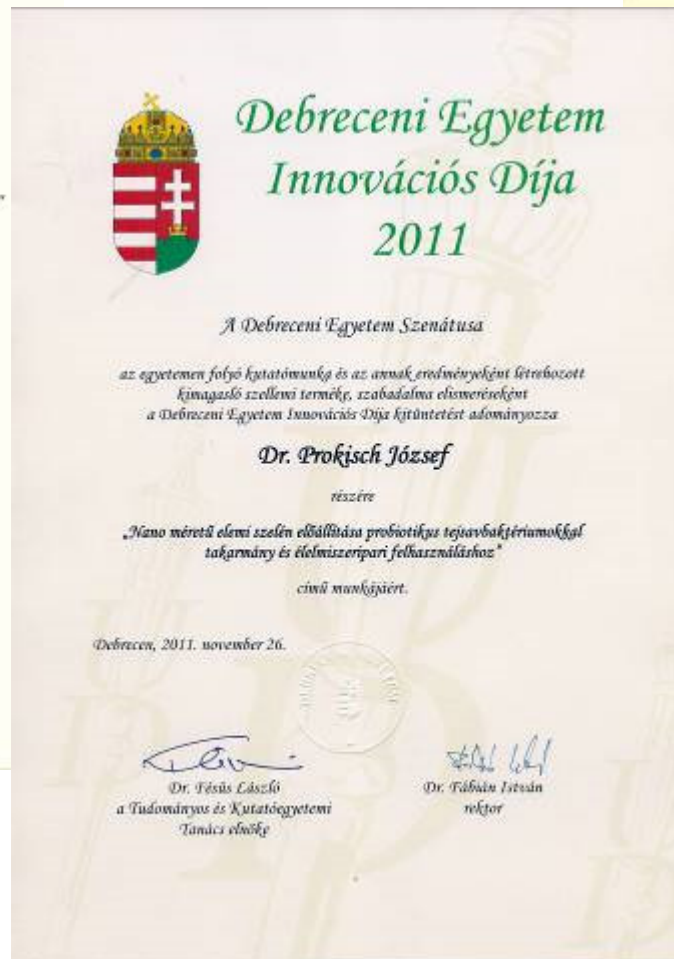 Debreceni Egyetem
Innovációs Díja
2011
A Debreceni Egyetem Szenátusa
az egyetemen folyó kutatómunka és az annak eredményeként létrehozott
kimagasló szellemi terméke, szabadalma elismeréseként
a Debreceni Egyetem Innovációs Díja kitüntetést adományozza
Dr. Prokisch József
részére
„Nano méretű elemi szelén előállítása probiotikus tejsavbaktériumokkal
takarmány és élelmiszeripari felhasználáshoz"
című munkájáért.
Debrecen, 2011. november 26.
Dr. Fésüs László
a Tudományos és Kutatóegyetemi
Tanács elnöke
Dr. Fábián István
rektor